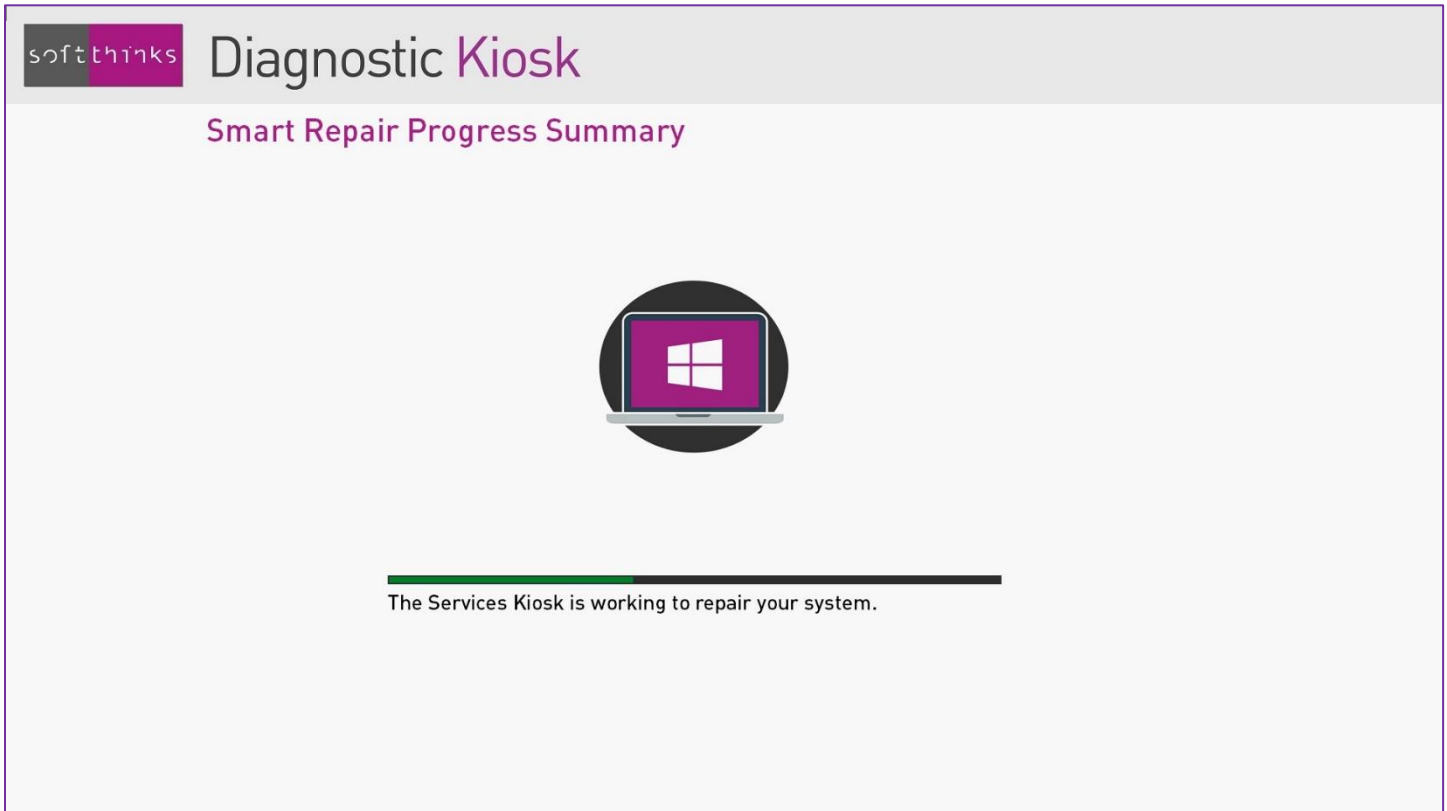 softthinks
Diagnostic Kiosk
Smart Repair Progress Summary
The Services Kiosk is working to repair your system.